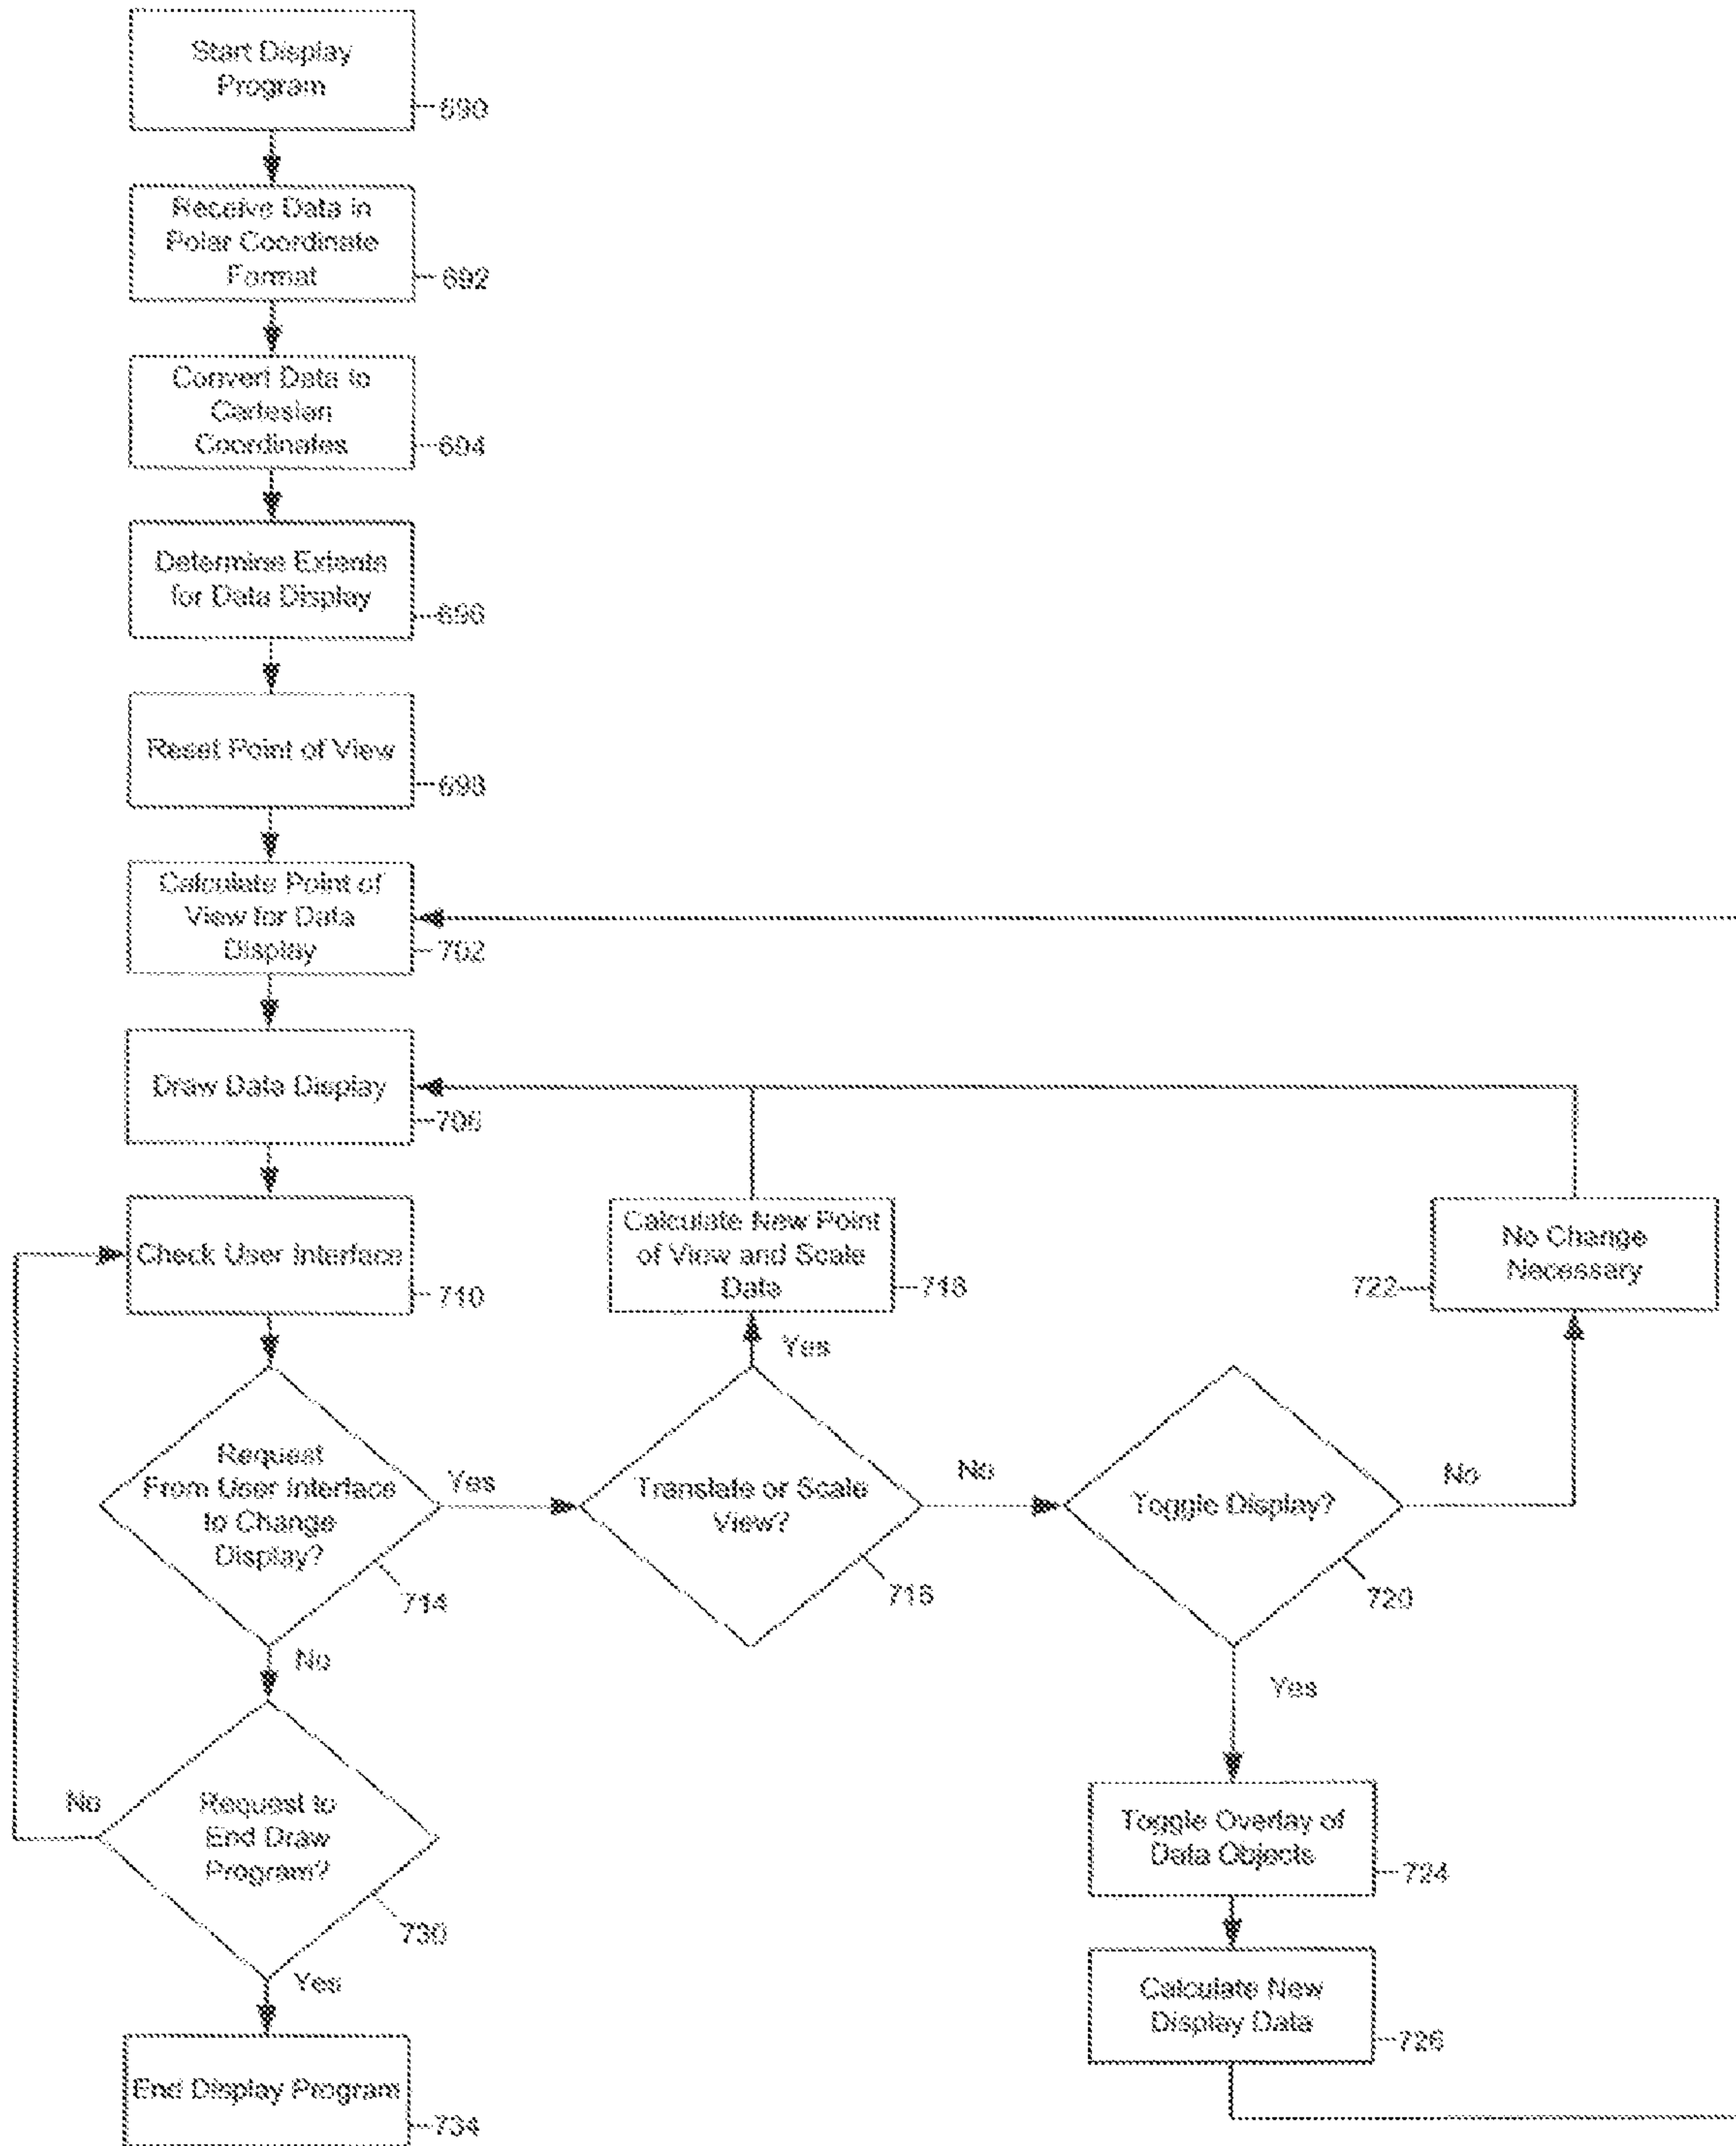 Start Display
Program
690
Receive Data in
Polar Coordinate
Format
692
Convert Data to
Cartesian
Coordinates
694
Determine Extents
for Data Display
696
Reset Point of View
698
Calculate Point of
View for Data
Display
702
Draw Data Display
706
Check User Interface
710
Calculate New Point
of View and Scale
Data
718
No Change
Necessary
722
Yes
Request
From User Interface
to Change
Display?
714
Yes
Translate or Scale
View?
716
No
Toggle Display?
720
No
No
Yes
Request to
End Draw
Program?
730
No
Yes
Toggle Overlay of
Data Objects
724
Calculate New
Display Data
726
End Display Program
734